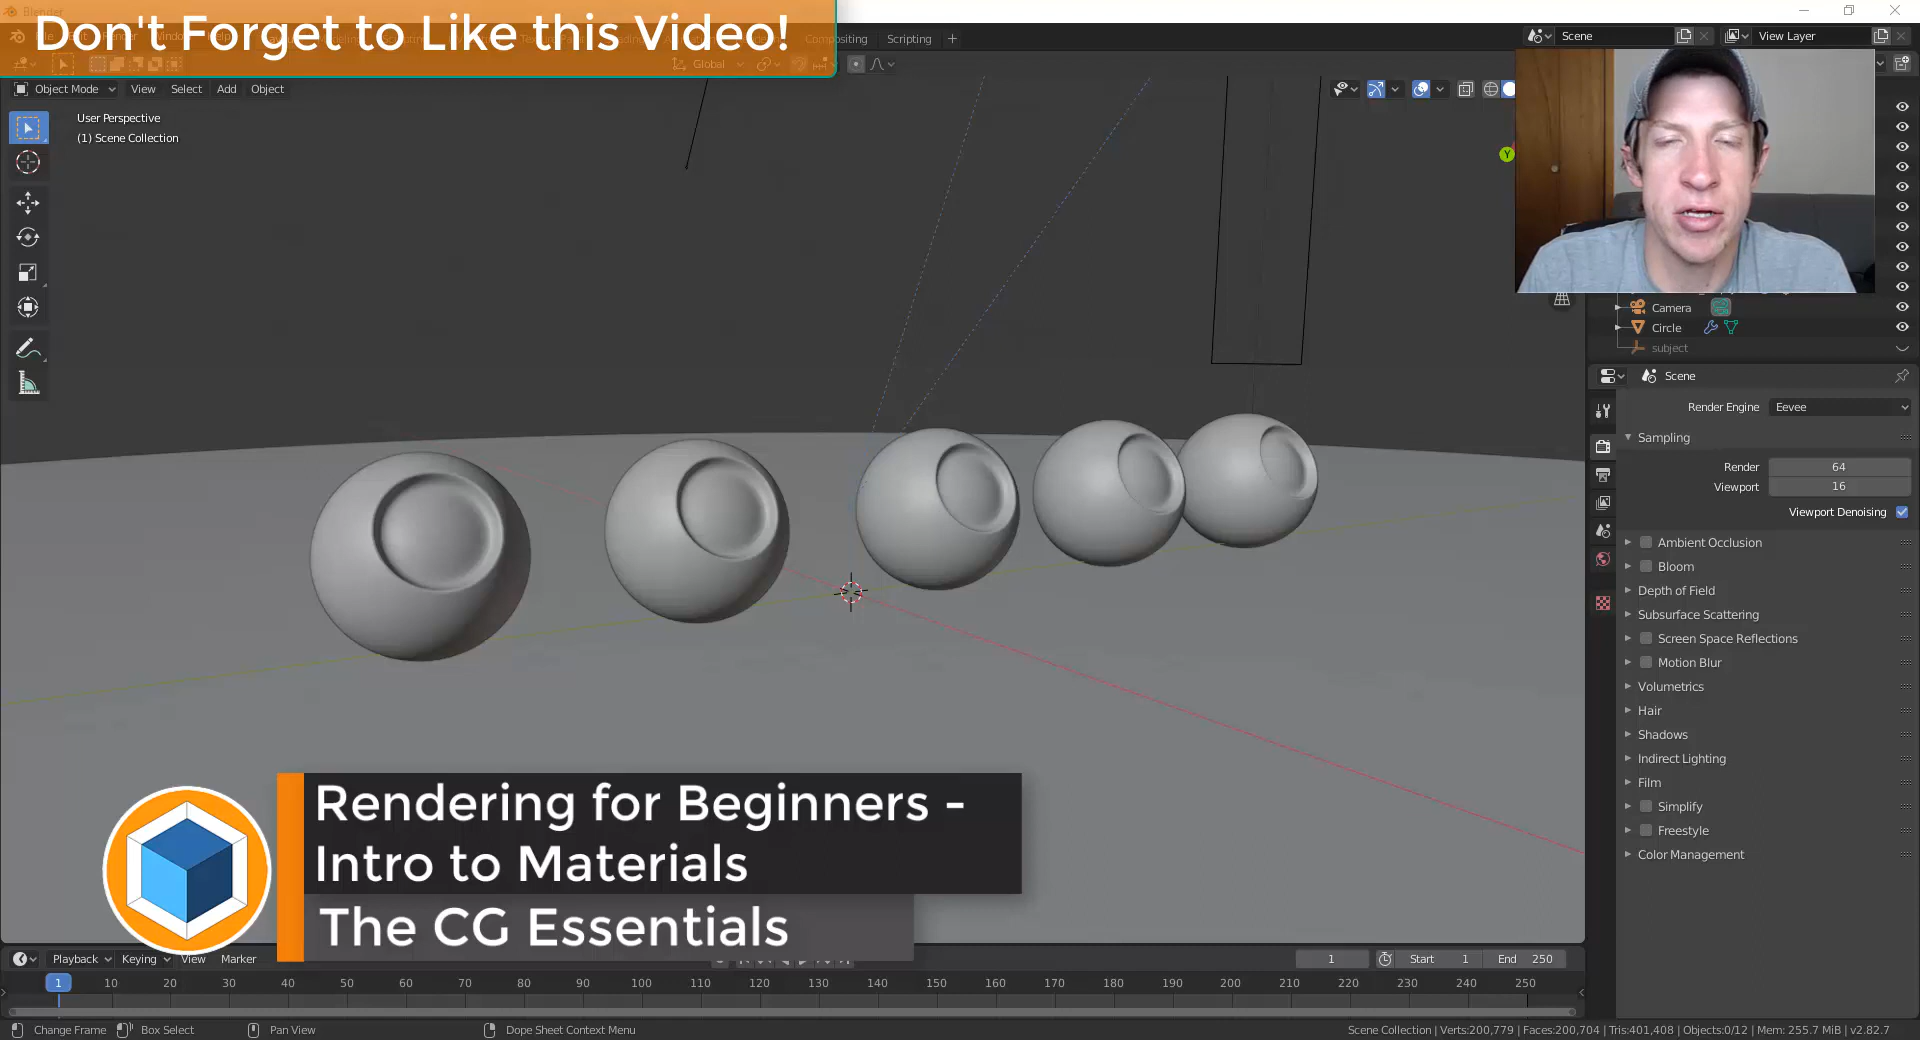 Blender
Don't Forget to Like this Video!
Compositing
Scripting
+
Scene
View Layer
Global
Object Mode
View
Select
Add
Object
User Perspective
(1) Scene Collection
Y
Camera
Circle
subject
Scene
Render Engine
Eevee
Sampling
Render
64
Viewport
16
Viewport Denoising
Ambient Occlusion
Bloom
Depth of Field
Subsurface Scattering
Screen Space Reflections
Motion Blur
Volumetrics
Hair
Shadows
Indirect Lighting
Film
Simplify
Freestyle
Color Management
Rendering for Beginners -
Intro to Materials
The CG Essentials
Playback
Keying
View
Marker
1
Start 1
End 250
1 10 20 30 40 50 60 70 80 90 100 110 120 130 140 150 160 170 180 190 200 210 220 230 240 250
Change Frame
Box Select
Pan View
Dope Sheet Context Menu
Scene Collection | Verts:200,779 | Faces:200,704 | Tris:401,408 | Objects:0/12 | Mem: 255.7 MiB | v2.82.7